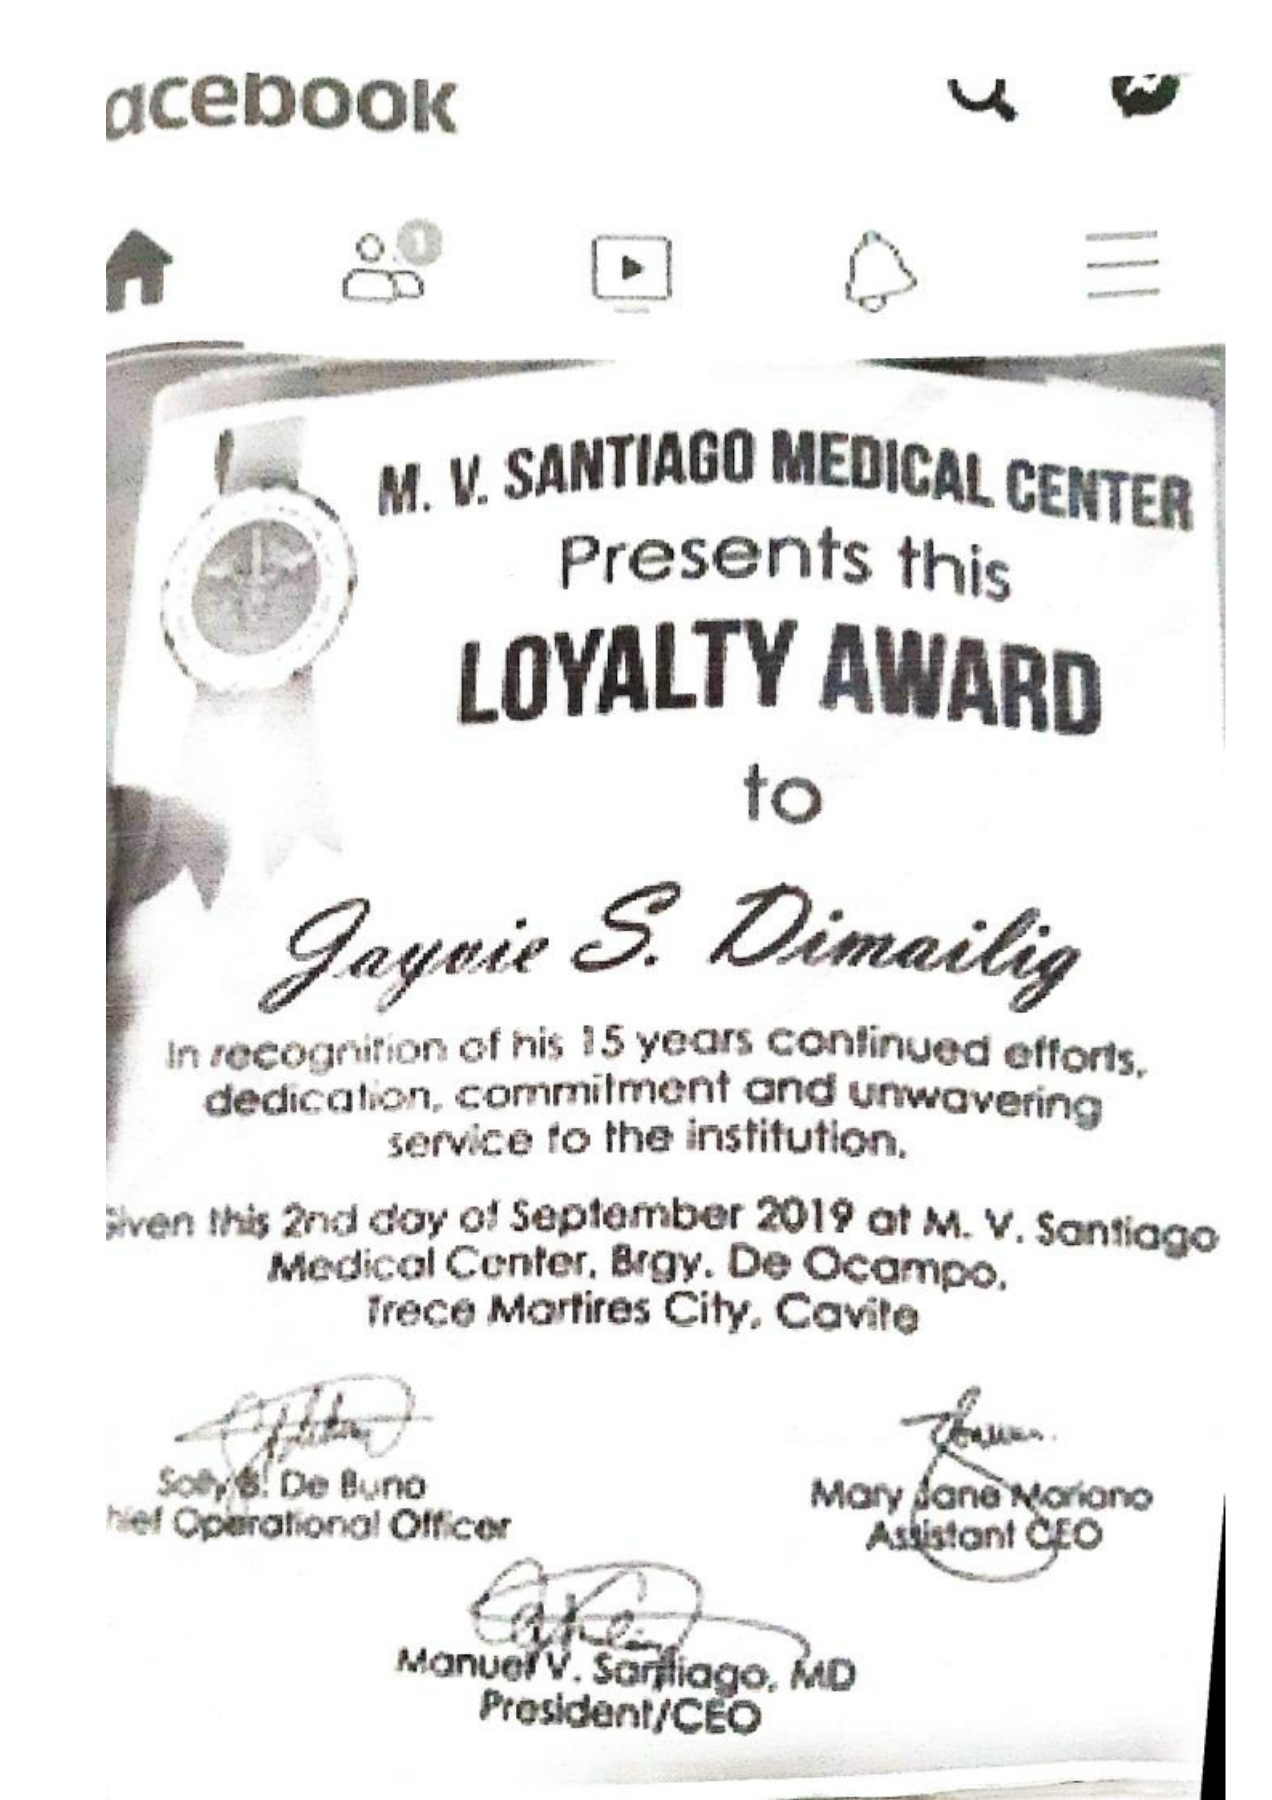 acebook
1
M. V. SANTIAGO MEDICAL CENTER
Presents this
LOYALTY AWARD
to
Jayvie S. Dimailig
In recognition of his 15 years continued efforts,
dedication, commitment and unwavering
service to the institution.
Given this 2nd day of September 2019 at M. V. Santiago
Medical Center, Brgy. De Ocampo,
Trece Martires City, Cavite
De Buna
hief Operational Officer
Mary Jane Mariano
Assistant CEO
Manuel V. Santiago, MD
President/CEO